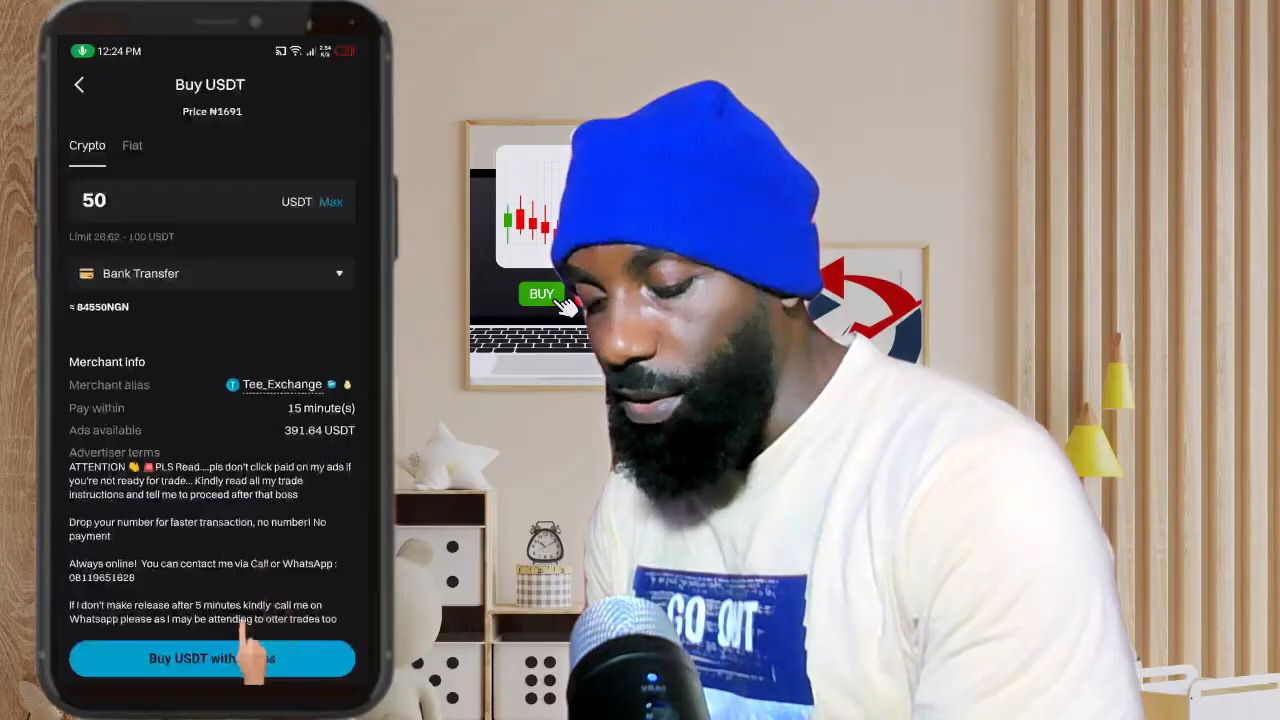 12:24 PM
2.54
K/s
Buy USDT
Price ₦1691
Crypto Fiat
50 USDT Max
Limit 26.62 - 100 USDT
Bank Transfer
≈ 84550NGN
Merchant info
Merchant alias T Tee_Exchange
Pay within 15 minute(s)
Ads available 391.64 USDT
Advertiser terms
ATTENTION 👏 🚨PLS Read....pls don't click paid on my ads if
you're not ready for trade... Kindly read all my trade
instructions and tell me to proceed after that boss
Drop your number for faster transaction, no number! No
payment
Always online! You can contact me via Call or WhatsApp :
08119651628
If I don't make release after 5 minutes kindly call me on
Whatsapp please as I may be attending to otter trades too
Buy USDT with
BUY
GO OUT